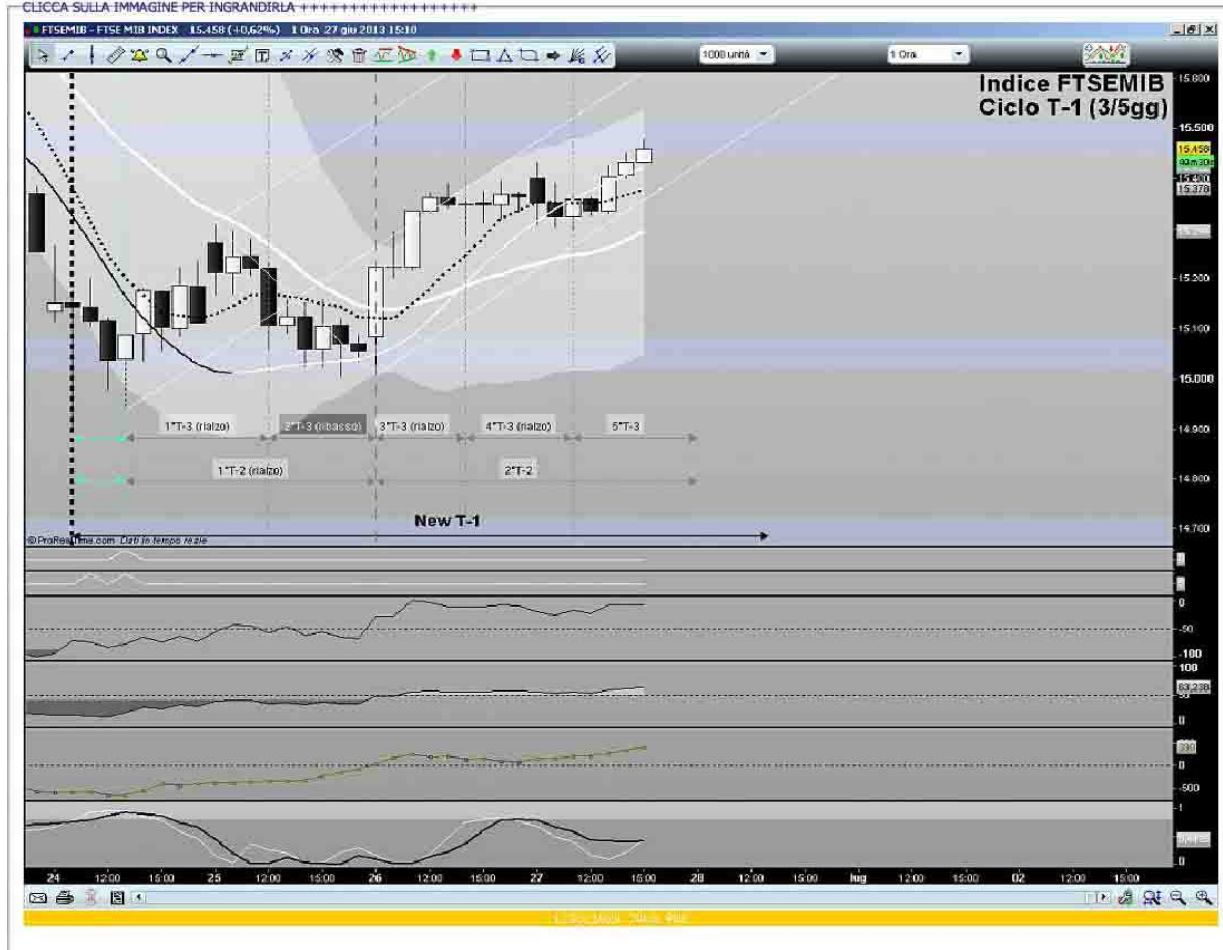 CLICCA SULLA IMMAGINE PER INGRANDIRLA ++++++++++++++++++
FTSEMIB - FTSE MIB INDEX 15.458 (+0,62%) 1 Ora 27 giu 2013 15:10
1000 unità
1 Ora
Indice FTSEMIB
Ciclo T-1 (3/5gg)
15.800
15.500
15.458
15.400
15.378
15.200
15.100
15.000
14.900
14.800
14.700
1°T-3 (rialzo)
2°T-3 (ribasso)
3°T-3 (rialzo)
4°T-3 (rialzo)
5°T-3
1°T-2 (rialzo)
2°T-2
New T-1
© ProRealTime.com Dati in tempo reale
0
-50
-100
100
50
0
0
-500
1
0
24 12:00 15:00 25 12:00 15:00 26 12:00 15:00 27 12:00 15:00 28 12:00 15:00 lug 12:00 15:00 02 12:00 15:00